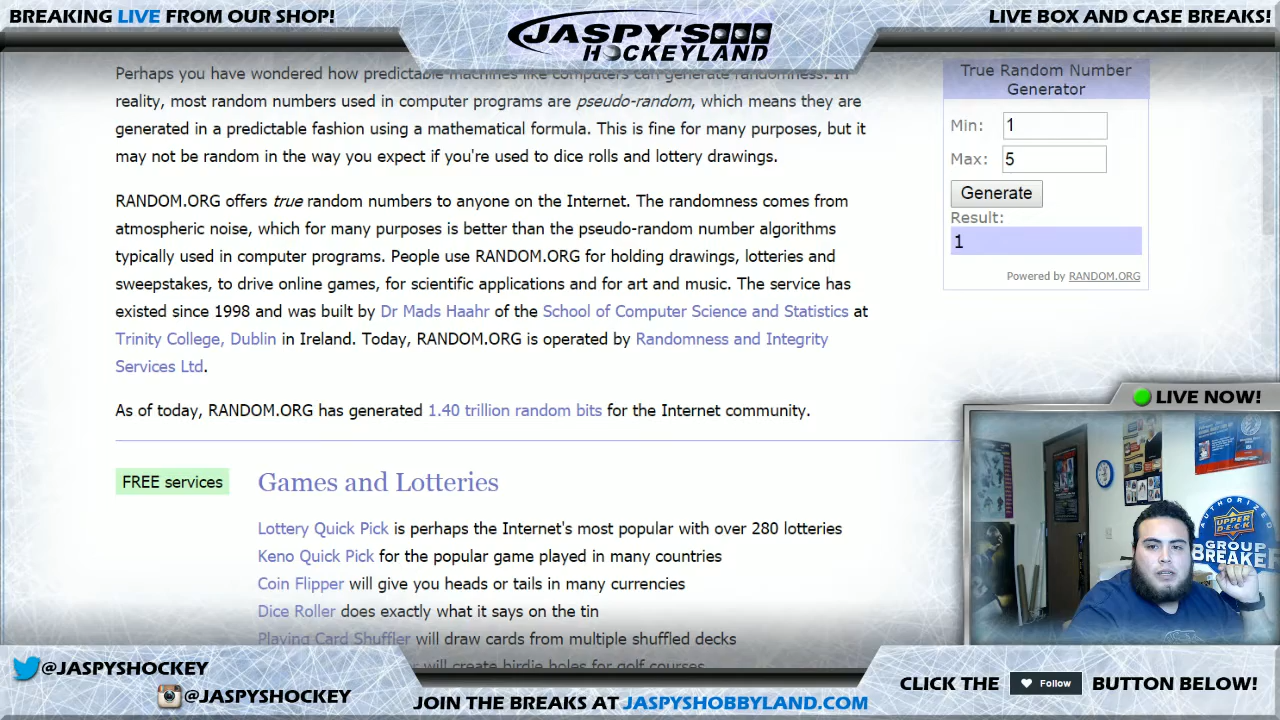 BREAKING LIVE FROM OUR SHOP!
JASPY'S
HOCKEYLAND
LIVE BOX AND CASE BREAKS!
Perhaps you have wondered how predictable machines like computers can generate randomness. In
reality, most random numbers used in computer programs are pseudo-random, which means they are
generated in a predictable fashion using a mathematical formula. This is fine for many purposes, but it
may not be random in the way you expect if you're used to dice rolls and lottery drawings.
RANDOM.ORG offers true random numbers to anyone on the Internet. The randomness comes from
atmospheric noise, which for many purposes is better than the pseudo-random number algorithms
typically used in computer programs. People use RANDOM.ORG for holding drawings, lotteries and
sweepstakes, to drive online games, for scientific applications and for art and music. The service has
existed since 1998 and was built by Dr Mads Haahr of the School of Computer Science and Statistics at
Trinity College, Dublin in Ireland. Today, RANDOM.ORG is operated by Randomness and Integrity
Services Ltd.
As of today, RANDOM.ORG has generated 1.40 trillion random bits for the Internet community.
True Random Number
Generator
Min: 1
Max: 5
Generate
Result:
1
Powered by RANDOM.ORG
FREE services
Games and Lotteries
Lottery Quick Pick is perhaps the Internet's most popular with over 280 lotteries
Keno Quick Pick for the popular game played in many countries
Coin Flipper will give you heads or tails in many currencies
Dice Roller does exactly what it says on the tin
Playing Card Shuffler will draw cards from multiple shuffled decks
will create birdie holes for golf courses
LIVE NOW!
AUTHORIZED
UPPER
DECK
GROUP
BREAKER
@JASPYSHOCKEY
@JASPYSHOCKEY
JOIN THE BREAKS AT JASPYSHOBBYLAND.COM
CLICK THE Follow BUTTON BELOW!